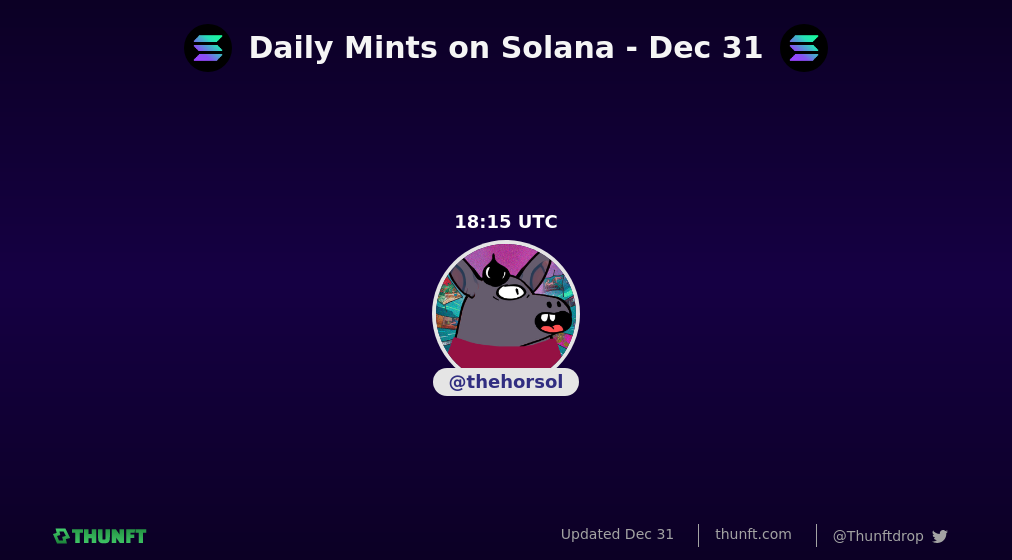 Daily Mints on Solana - Dec 31
18:15 UTC
@thehorsol
THUNFT
Updated Dec 31
thunft.com
@Thunftdrop